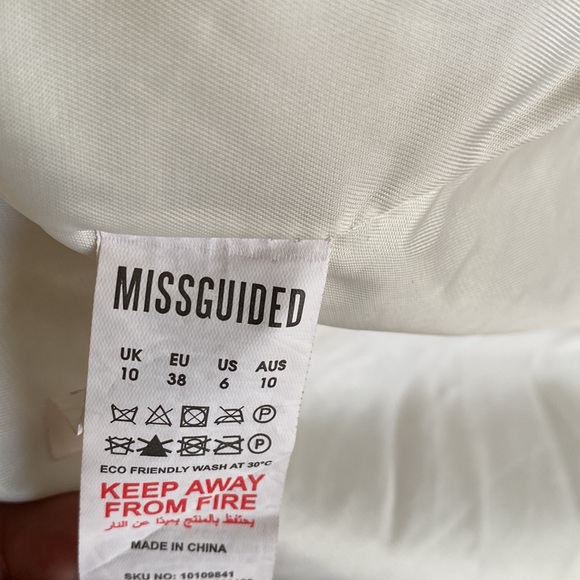 MISSGUIDED
UK EU US AUS
10 38 6 10
P
P
ECO FRIENDLY WASH AT 30°C
KEEP AWAY
FROM FIRE
يحتفظ بالمنتج بعيدًا عن النار
MADE IN CHINA
SKU NO: 10109841